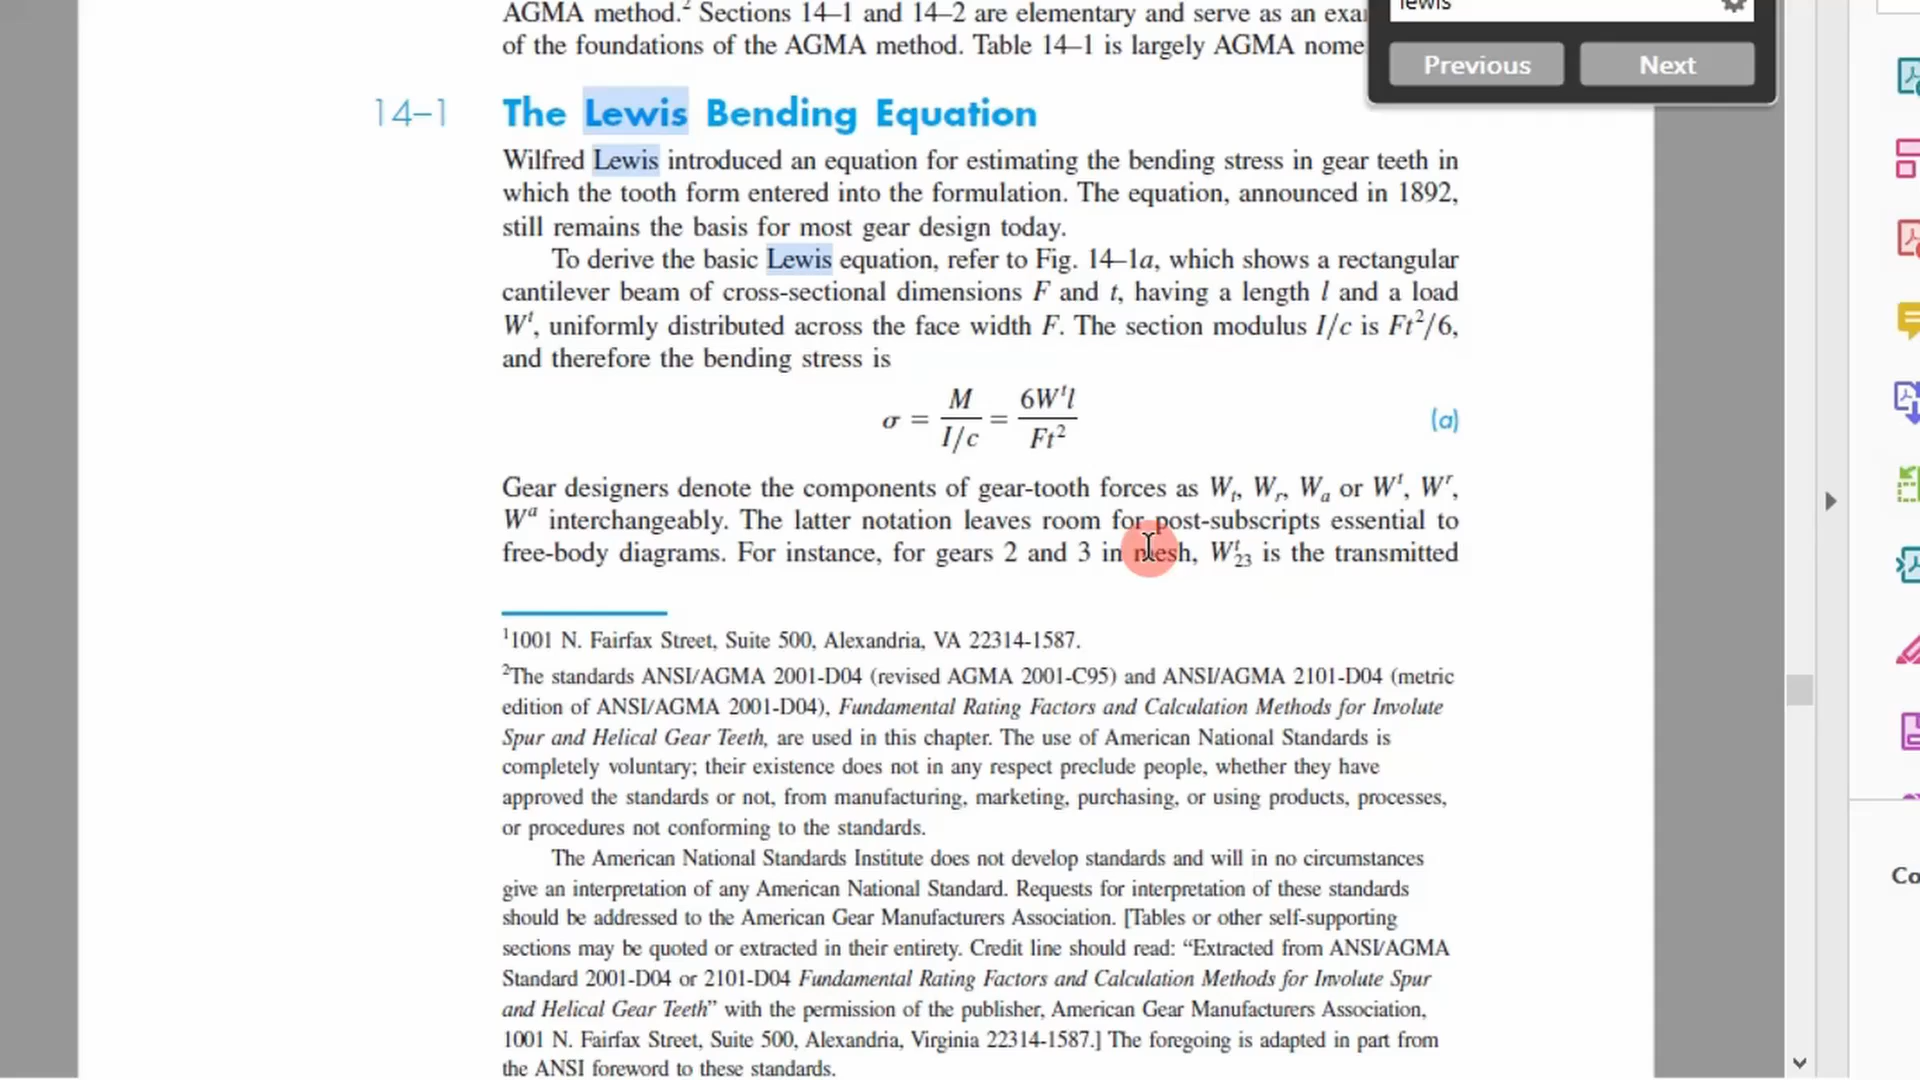 AGMA method.² Sections 14–1 and 14–2 are elementary and serve as an exa
of the foundations of the AGMA method. Table 14–1 is largely AGMA nome
lewis
Previous Next
14–1 The Lewis Bending Equation
Wilfred Lewis introduced an equation for estimating the bending stress in gear teeth in
which the tooth form entered into the formulation. The equation, announced in 1892,
still remains the basis for most gear design today.
To derive the basic Lewis equation, refer to Fig. 14–1a, which shows a rectangular
cantilever beam of cross-sectional dimensions F and t, having a length l and a load
Wᵗ, uniformly distributed across the face width F. The section modulus I/c is Ft²/6,
and therefore the bending stress is
σ = M/(I/c) = 6Wᵗl/Ft² (a)
Gear designers denote the components of gear-tooth forces as Wₜ, Wᵣ, Wₐ or Wᵗ, Wʳ,
Wᵃ interchangeably. The latter notation leaves room for post-subscripts essential to
free-body diagrams. For instance, for gears 2 and 3 in mesh, Wᵗ₂₃ is the transmitted
¹1001 N. Fairfax Street, Suite 500, Alexandria, VA 22314-1587.
²The standards ANSI/AGMA 2001-D04 (revised AGMA 2001-C95) and ANSI/AGMA 2101-D04 (metric
edition of ANSI/AGMA 2001-D04), Fundamental Rating Factors and Calculation Methods for Involute
Spur and Helical Gear Teeth, are used in this chapter. The use of American National Standards is
completely voluntary; their existence does not in any respect preclude people, whether they have
approved the standards or not, from manufacturing, marketing, purchasing, or using products, processes,
or procedures not conforming to the standards.
The American National Standards Institute does not develop standards and will in no circumstances
give an interpretation of any American National Standard. Requests for interpretation of these standards
should be addressed to the American Gear Manufacturers Association. [Tables or other self-supporting
sections may be quoted or extracted in their entirety. Credit line should read: “Extracted from ANSI/AGMA
Standard 2001-D04 or 2101-D04 Fundamental Rating Factors and Calculation Methods for Involute Spur
and Helical Gear Teeth” with the permission of the publisher, American Gear Manufacturers Association,
1001 N. Fairfax Street, Suite 500, Alexandria, Virginia 22314-1587.] The foregoing is adapted in part from
the ANSI foreword to these standards.
Co